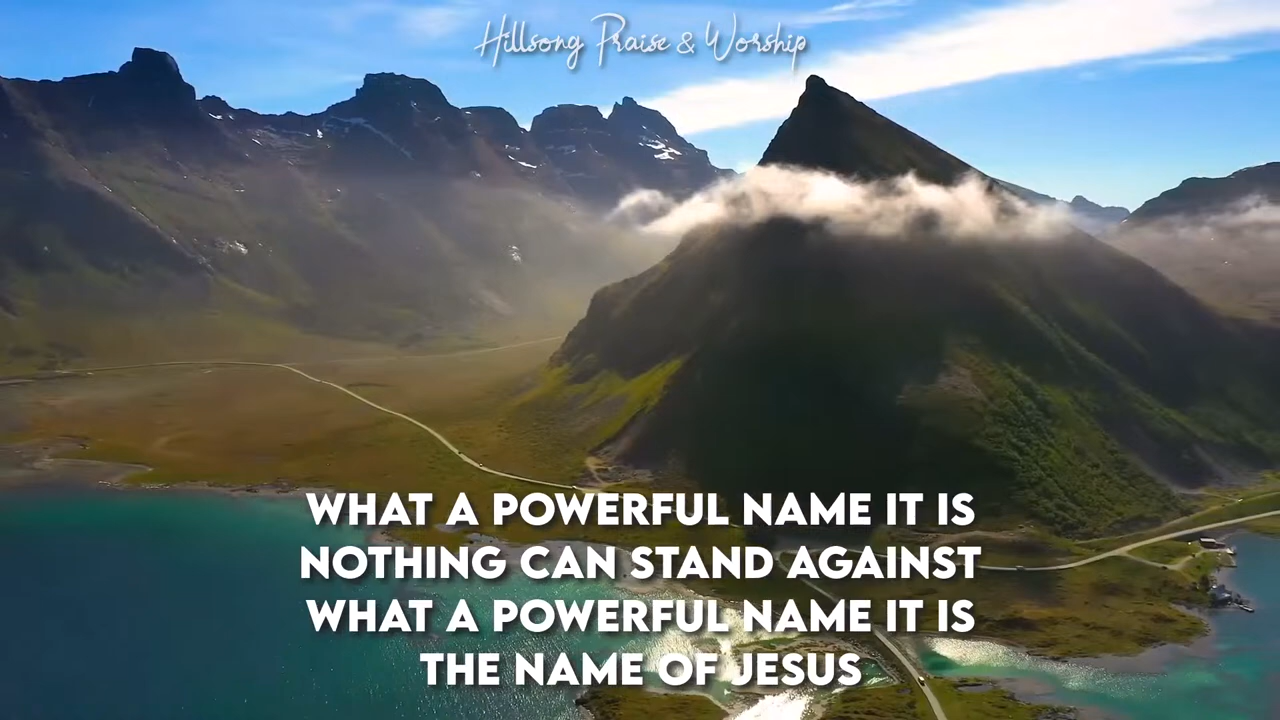 Hillsong Praise & Worship
WHAT A POWERFUL NAME IT IS
NOTHING CAN STAND AGAINST
WHAT A POWERFUL NAME IT IS
THE NAME OF JESUS